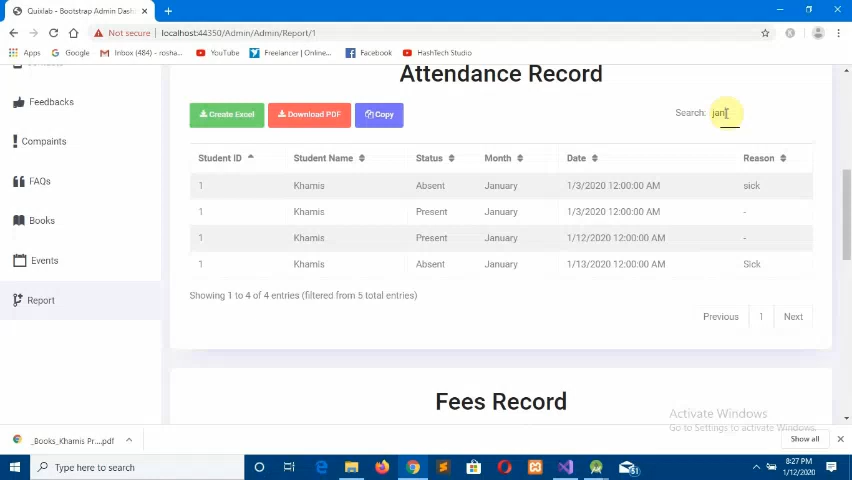 Quixlab - Bootstrap Admin Dash
Not secure | localhost:44350/Admin/Admin/Report/1
Apps Google Inbox (484) - rosha... YouTube Freelancer | Online... Facebook HashTech Studio
Feedbacks
Compaints
FAQs
Books
Events
Report
Attendance Record
Create Excel Download PDF Copy Search: jan
Student ID Student Name Status Month Date Reason
1 Khamis Absent January 1/3/2020 12:00:00 AM sick
1 Khamis Present January 1/3/2020 12:00:00 AM -
1 Khamis Present January 1/12/2020 12:00:00 AM -
1 Khamis Absent January 1/13/2020 12:00:00 AM Sick
Showing 1 to 4 of 4 entries (filtered from 5 total entries)
Previous 1 Next
Fees Record
Activate Windows
Go to Settings to activate Windows.
_Books_Khamis Pr....pdf Show all
Type here to search
51
8:27 PM
1/12/2020